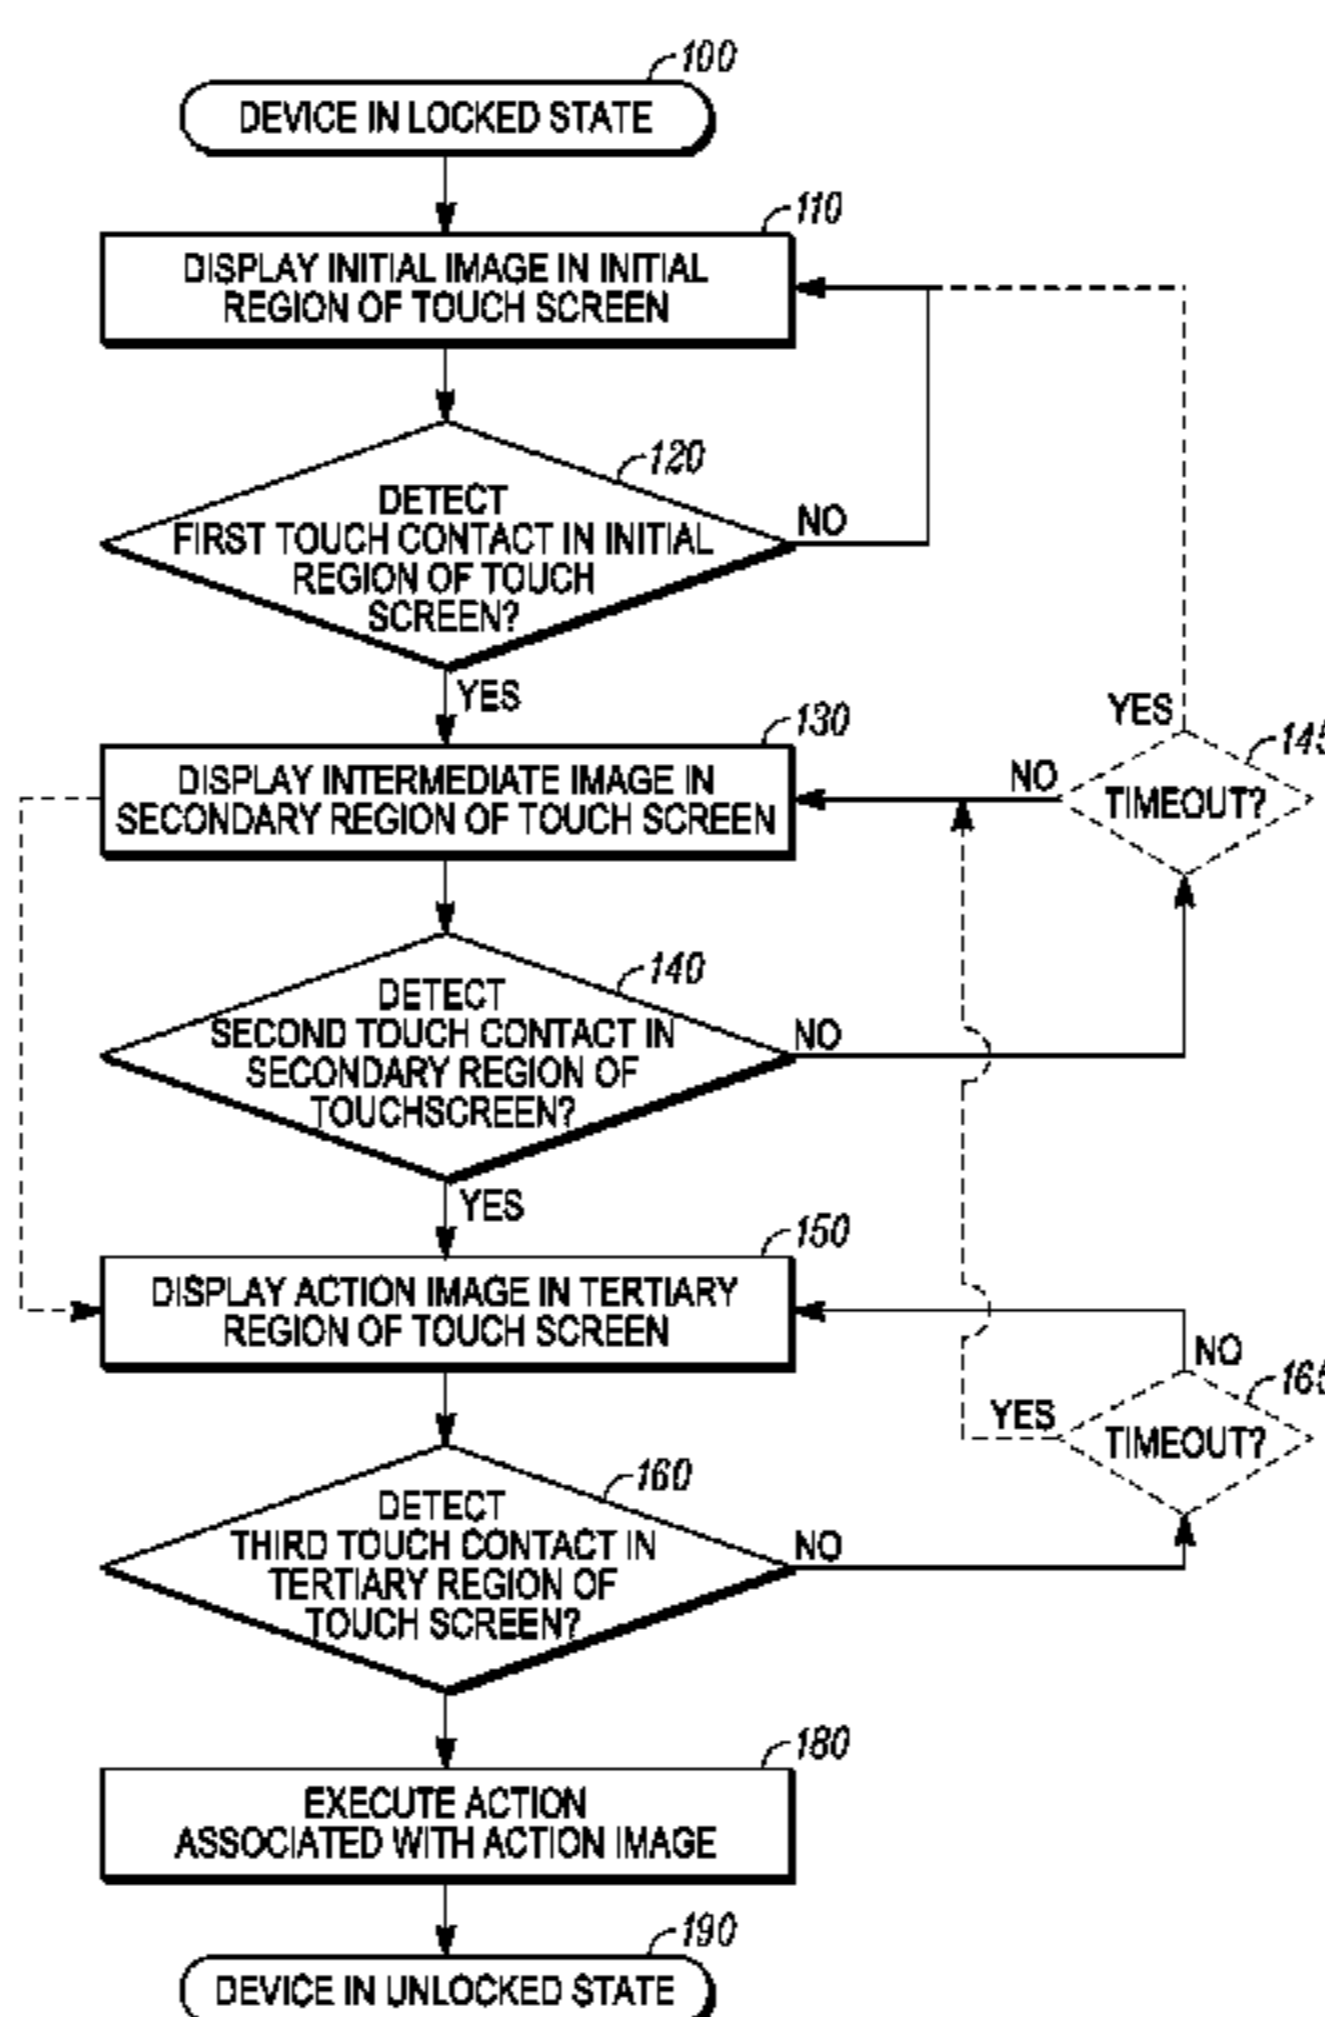 100
DEVICE IN LOCKED STATE
110
DISPLAY INITIAL IMAGE IN INITIAL
REGION OF TOUCH SCREEN
120
DETECT
FIRST TOUCH CONTACT IN INITIAL
REGION OF TOUCH
SCREEN?
NO
YES
130
DISPLAY INTERMEDIATE IMAGE IN
SECONDARY REGION OF TOUCH SCREEN
YES
145
NO
TIMEOUT?
140
DETECT
SECOND TOUCH CONTACT IN
SECONDARY REGION OF
TOUCHSCREEN?
NO
YES
150
DISPLAY ACTION IMAGE IN TERTIARY
REGION OF TOUCH SCREEN
NO
165
YES
TIMEOUT?
160
DETECT
THIRD TOUCH CONTACT IN
TERTIARY REGION OF
TOUCH SCREEN?
NO
180
EXECUTE ACTION
ASSOCIATED WITH ACTION IMAGE
190
DEVICE IN UNLOCKED STATE